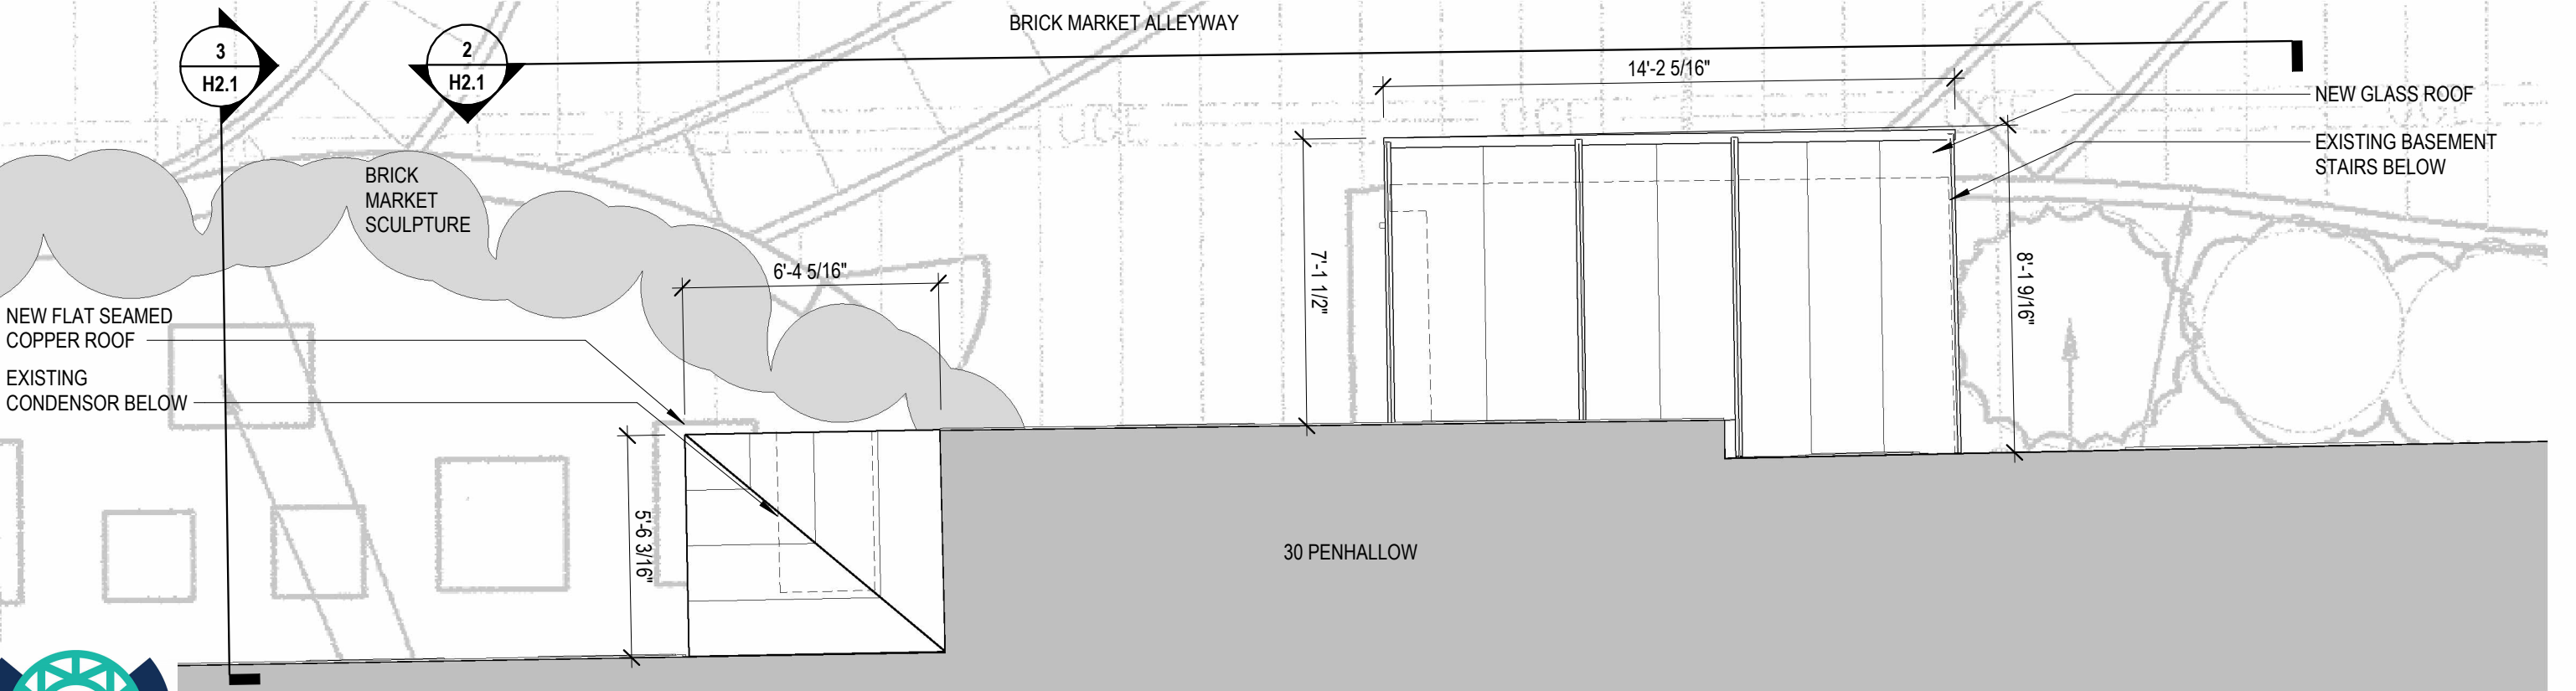 BRICK MARKET ALLEYWAY
3
H2.1
2
H2.1
14'-2 5/16"
NEW GLASS ROOF
EXISTING BASEMENT
STAIRS BELOW
BRICK
MARKET
SCULPTURE
6'-4 5/16"
7'-1 1/2"
8'-1 9/16"
NEW FLAT SEAMED
COPPER ROOF
EXISTING
CONDENSOR BELOW
5'-6 3/16"
30 PENHALLOW
UGE
UGE